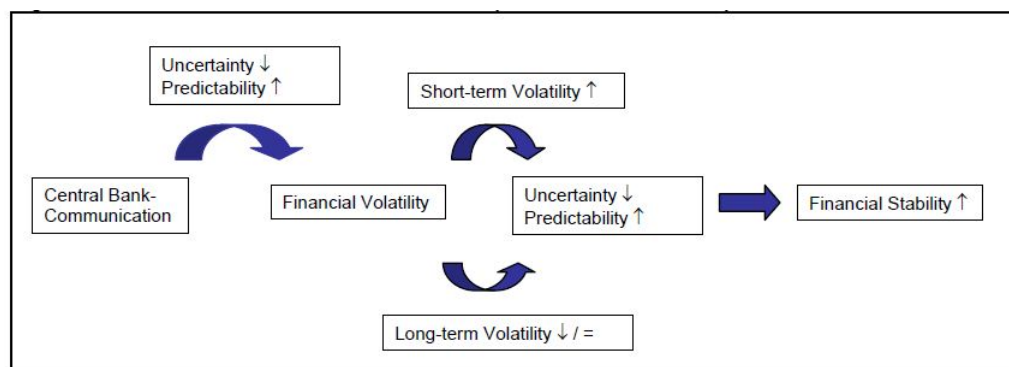 Uncertainty ↓
Predictability ↑
Short-term Volatility ↑
Central Bank-
Communication
Financial Volatility
Uncertainty ↓
Predictability ↑
Financial Stability ↑
Long-term Volatility ↓ / =